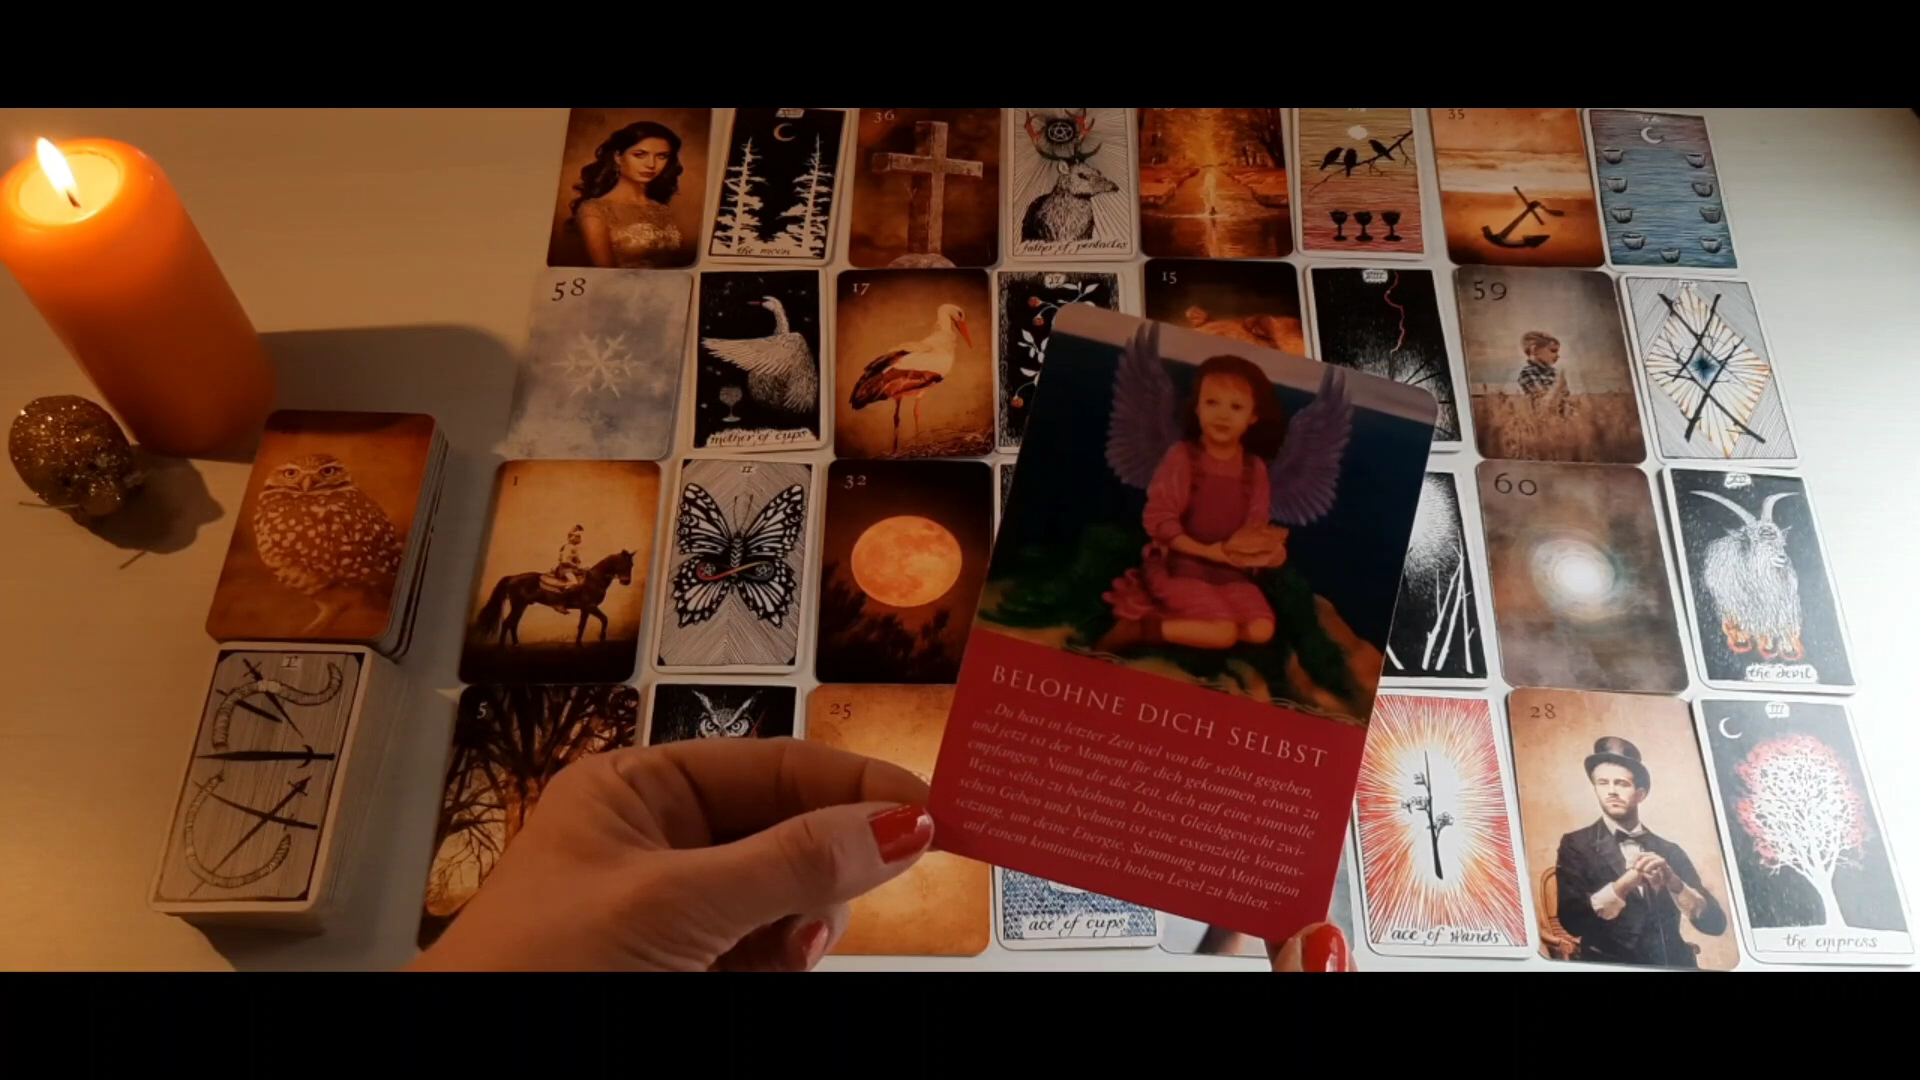 36
35
the moon
father of pentacles
58
17
IV
15
59
mother of cups
1
II
32
60
the devil
I
5
25
28
III
BELOHNE DICH SELBST
„Du hast in letzter Zeit viel von dir selbst gegeben,
und jetzt ist der Moment für dich gekommen, etwas zu
empfangen. Nimm dir die Zeit, dich auf eine sinnvolle
Weise selbst zu belohnen. Dieses Gleichgewicht zwi-
schen Geben und Nehmen ist eine essenzielle Voraus-
setzung, um deine Energie, Stimmung und Motivation
auf einem kontinuierlich hohen Level zu halten.“
ace of cups
ace of wands
the empress